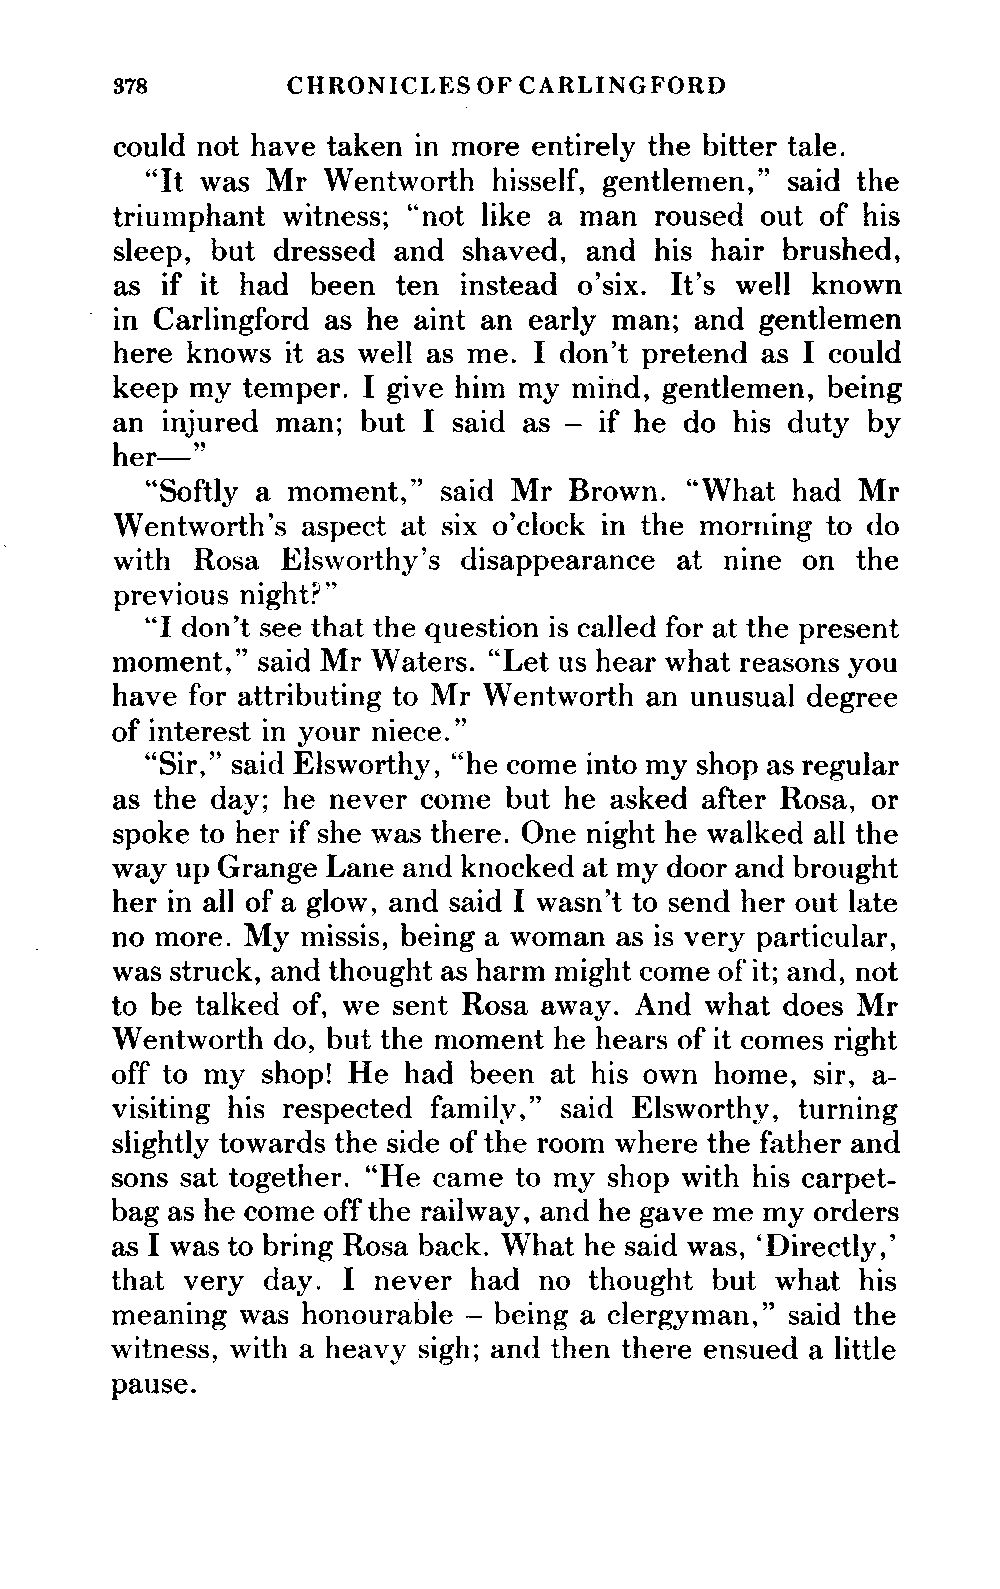 378 CHRONICLES OF CARLINGFORD
could not have taken in more entirely the bitter tale.
“It was Mr Wentworth hisself, gentlemen,” said the
triumphant witness; “not like a man roused out of his
sleep, but dressed and shaved, and his hair brushed,
as if it had been ten instead o’six. It’s well known
in Carlingford as he aint an early man; and gentlemen
here knows it as well as me. I don’t pretend as I could
keep my temper. I give him my mind, gentlemen, being
an injured man; but I said as – if he do his duty by
her—”
“Softly a moment,” said Mr Brown. “What had Mr
Wentworth’s aspect at six o’clock in the morning to do
with Rosa Elsworthy’s disappearance at nine on the
previous night?”
“I don’t see that the question is called for at the present
moment,” said Mr Waters. “Let us hear what reasons you
have for attributing to Mr Wentworth an unusual degree
of interest in your niece.”
“Sir,” said Elsworthy, “he come into my shop as regular
as the day; he never come but he asked after Rosa, or
spoke to her if she was there. One night he walked all the
way up Grange Lane and knocked at my door and brought
her in all of a glow, and said I wasn’t to send her out late
no more. My missis, being a woman as is very particular,
was struck, and thought as harm might come of it; and, not
to be talked of, we sent Rosa away. And what does Mr
Wentworth do, but the moment he hears of it comes right
off to my shop! He had been at his own home, sir, a-
visiting his respected family,” said Elsworthy, turning
slightly towards the side of the room where the father and
sons sat together. “He came to my shop with his carpet-
bag as he come off the railway, and he gave me my orders
as I was to bring Rosa back. What he said was, ‘Directly,’
that very day. I never had no thought but what his
meaning was honourable – being a clergyman,” said the
witness, with a heavy sigh; and then there ensued a little
pause.